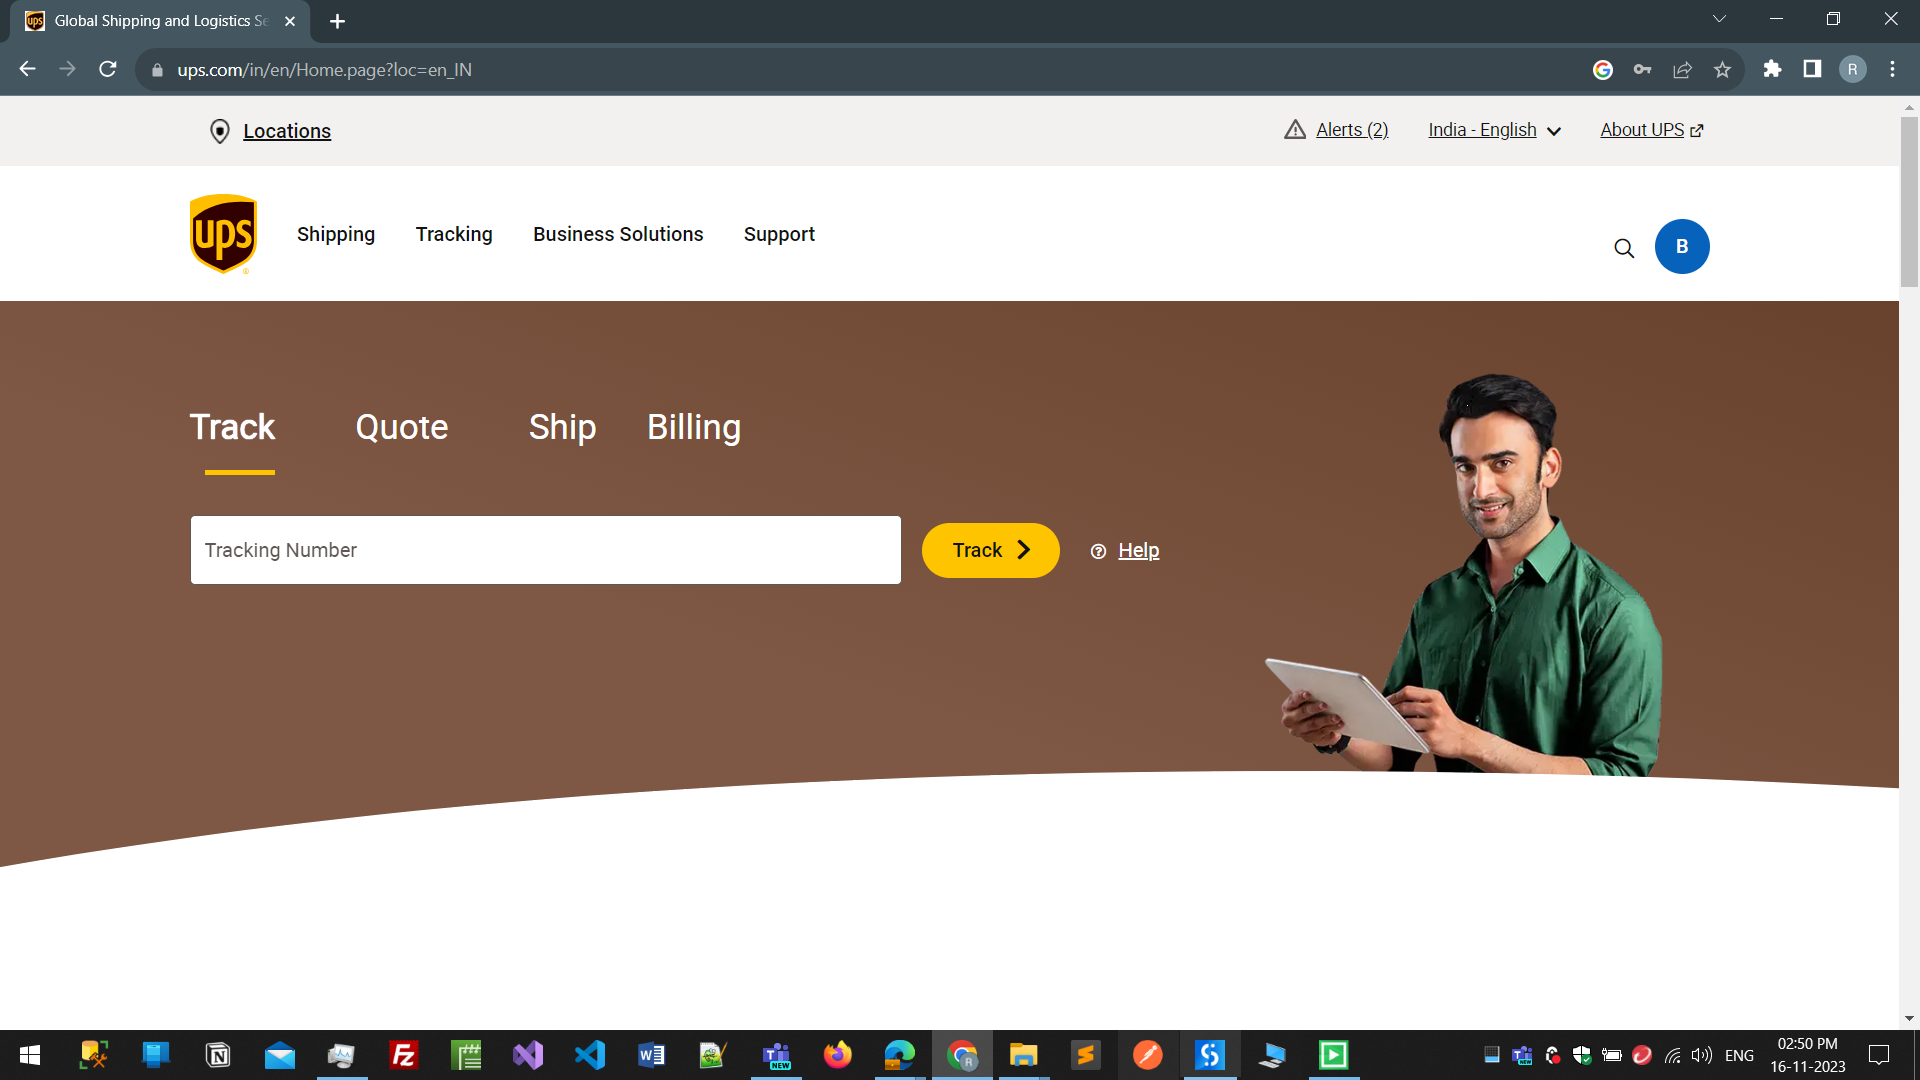 Global Shipping and Logistics Se
ups.com/in/en/Home.page?loc=en_IN
R
Locations
Alerts (2)
India - English
About UPS
ups
Shipping
Tracking
Business Solutions
Support
B
Track
Quote
Ship
Billing
Tracking Number
Track
Help
NEW
R
ENG
02:50 PM
16-11-2023